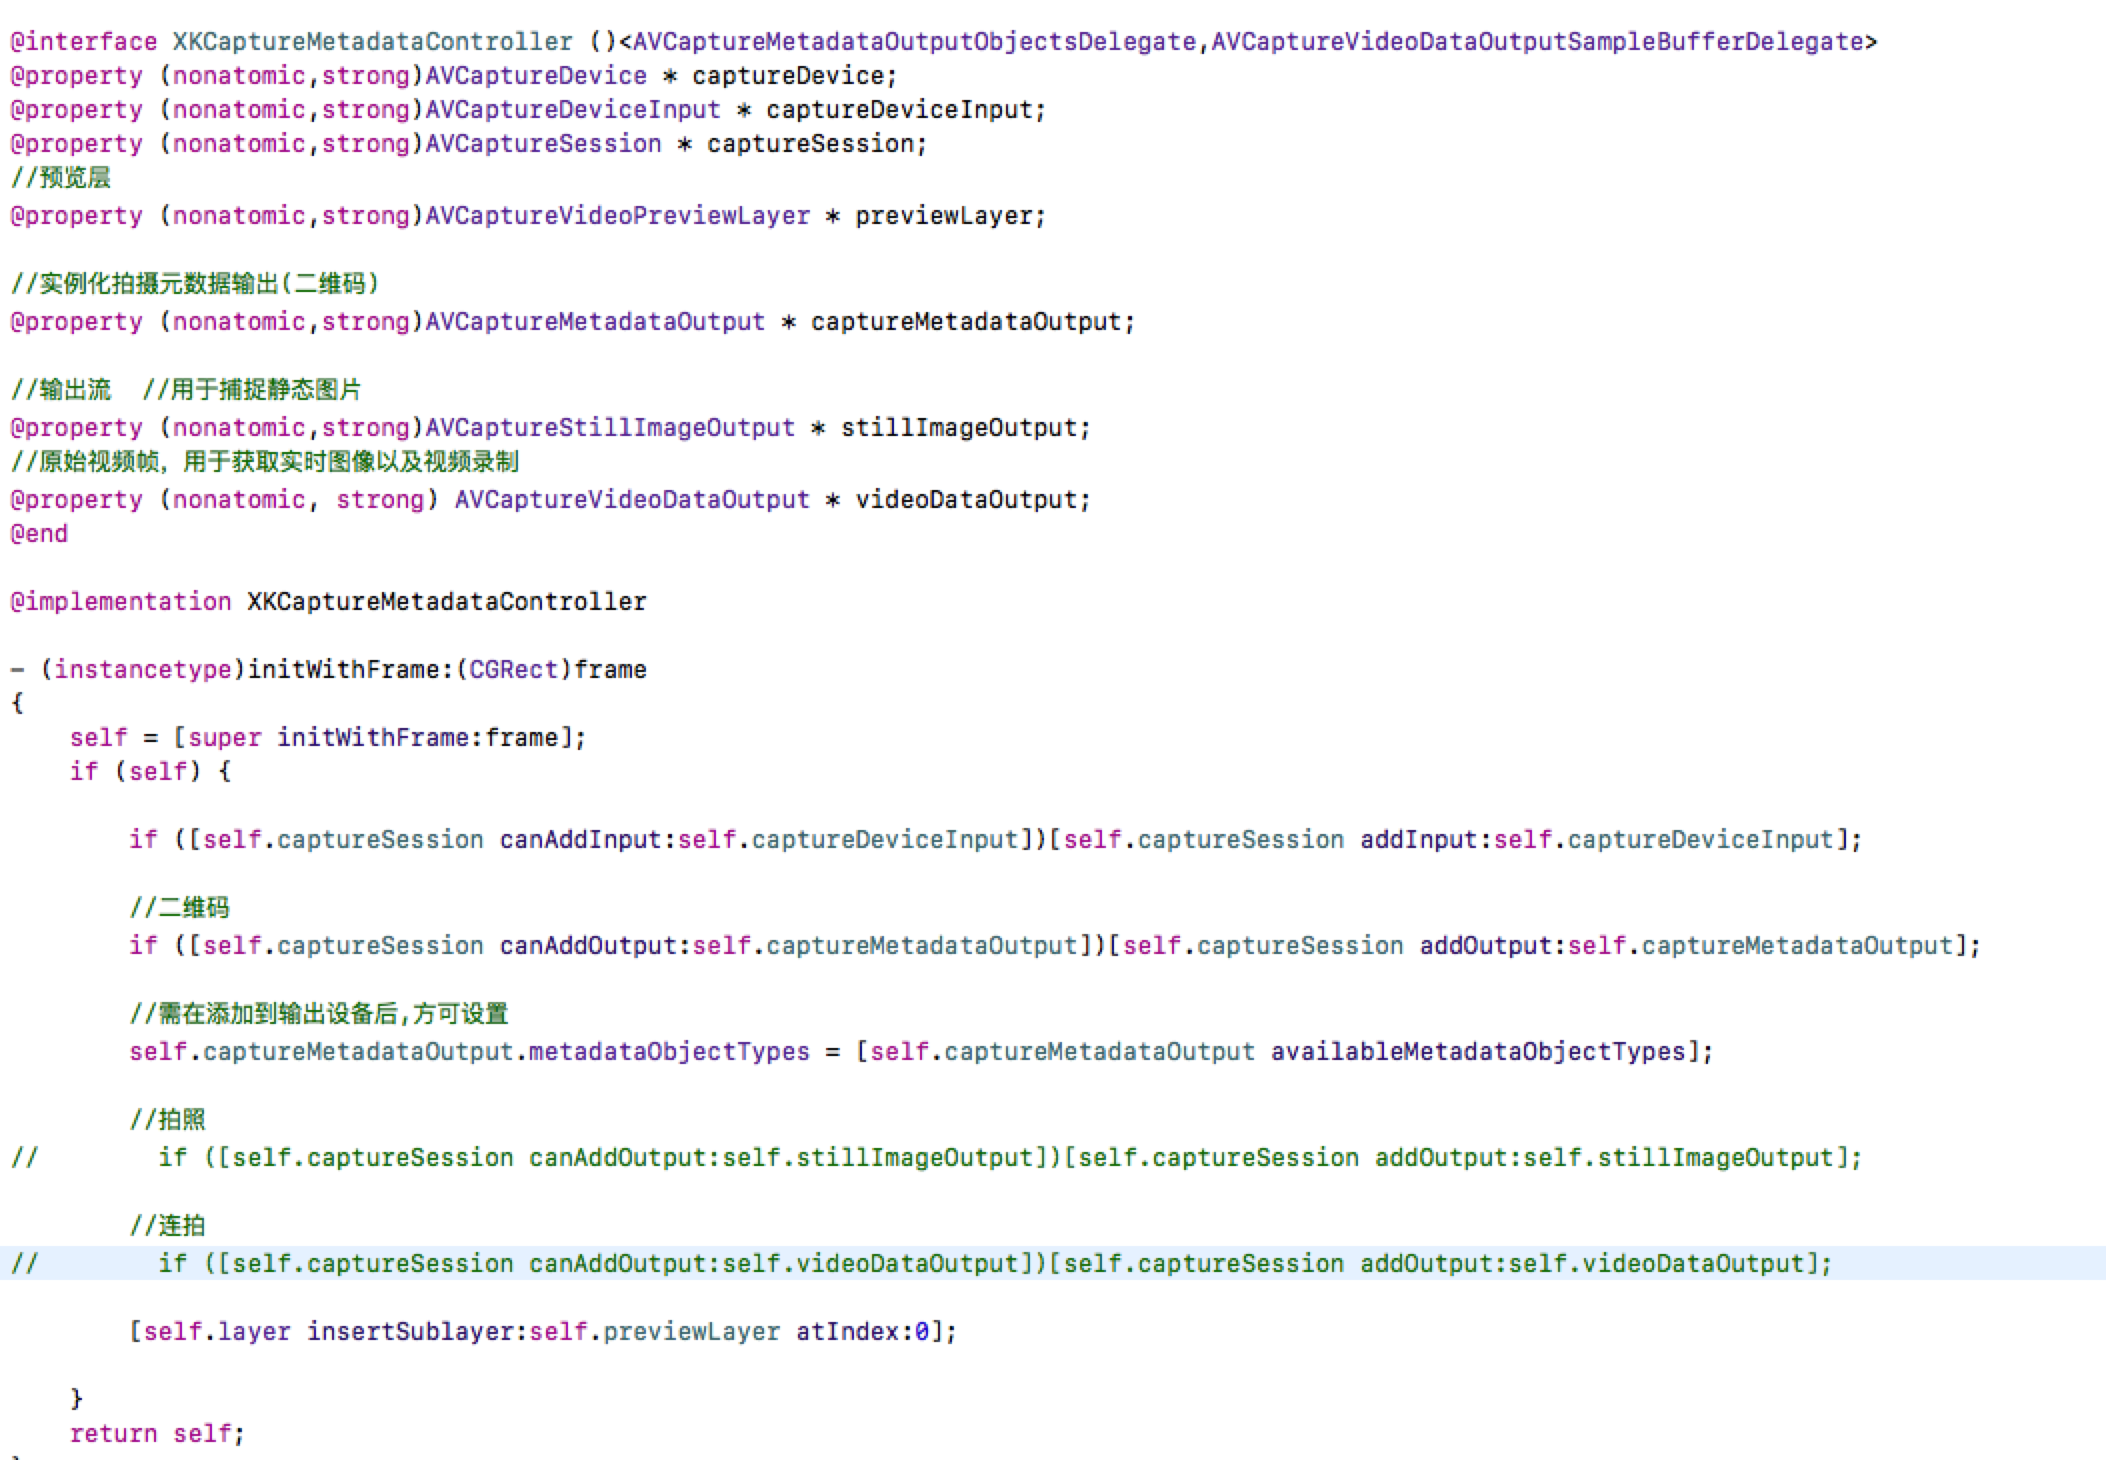 @interface XKCaptureMetadataController ()<AVCaptureMetadataOutputObjectsDelegate,AVCaptureVideoDataOutputSampleBufferDelegate>
@property (nonatomic,strong)AVCaptureDevice * captureDevice;
@property (nonatomic,strong)AVCaptureDeviceInput * captureDeviceInput;
@property (nonatomic,strong)AVCaptureSession * captureSession;
//预览层
@property (nonatomic,strong)AVCaptureVideoPreviewLayer * previewLayer;
//实例化拍摄元数据输出(二维码)
@property (nonatomic,strong)AVCaptureMetadataOutput * captureMetadataOutput;
//输出流  //用于捕捉静态图片
@property (nonatomic,strong)AVCaptureStillImageOutput * stillImageOutput;
//原始视频帧，用于获取实时图像以及视频录制
@property (nonatomic, strong) AVCaptureVideoDataOutput * videoDataOutput;
@end
@implementation XKCaptureMetadataController
- (instancetype)initWithFrame:(CGRect)frame
{
    self = [super initWithFrame:frame];
    if (self) {
        if ([self.captureSession canAddInput:self.captureDeviceInput])[self.captureSession addInput:self.captureDeviceInput];
        //二维码
        if ([self.captureSession canAddOutput:self.captureMetadataOutput])[self.captureSession addOutput:self.captureMetadataOutput];
        //需在添加到输出设备后,方可设置
        self.captureMetadataOutput.metadataObjectTypes = [self.captureMetadataOutput availableMetadataObjectTypes];
        //拍照
//        if ([self.captureSession canAddOutput:self.stillImageOutput])[self.captureSession addOutput:self.stillImageOutput];
        //连拍
//        if ([self.captureSession canAddOutput:self.videoDataOutput])[self.captureSession addOutput:self.videoDataOutput];
        [self.layer insertSublayer:self.previewLayer atIndex:0];
    }
    return self;